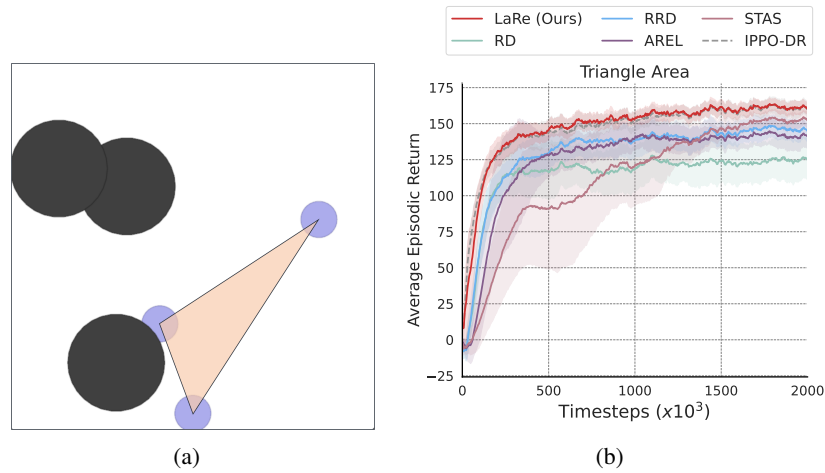 LaRe (Ours) RRD STAS
RD AREL IPPO-DR
Triangle Area
175
150
125
100
75
50
25
0
−25
Average Episodic Return
0 500 1000 1500 2000
Timesteps (x10³)
(a) (b)